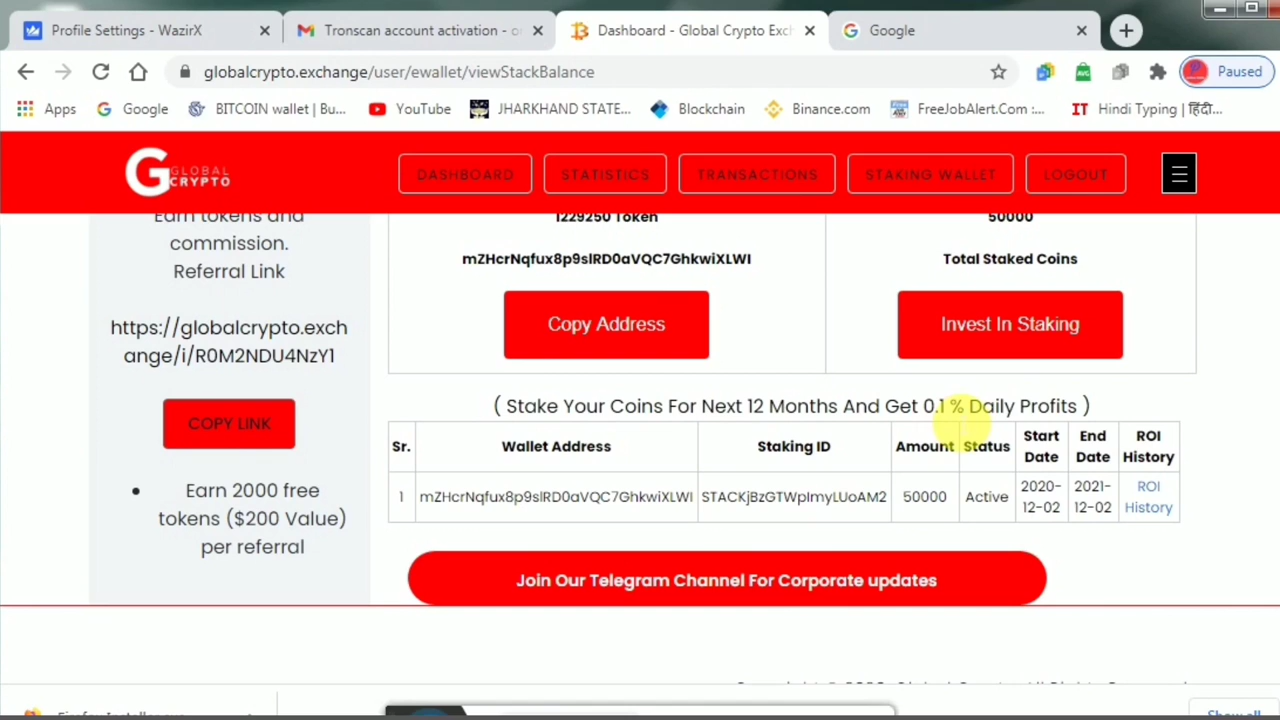 Profile Settings - WazirX
Tronscan account activation - o
Dashboard - Global Crypto Exch
Google
globalcrypto.exchange/user/ewallet/viewStackBalance
Paused
Apps
Google
BITCOIN wallet | Bu...
YouTube
JHARKHAND STATE...
Blockchain
Binance.com
FreeJobAlert.Com :...
IT Hindi Typing | हिंदी...
G GLOBAL
CRYPTO
DASHBOARD
STATISTICS
TRANSACTIONS
STAKING WALLET
LOGOUT
Earn tokens and
commission.
Referral Link
https://globalcrypto.exch
ange/i/R0M2NDU4NzY1
COPY LINK
Earn 2000 free
tokens ($200 Value)
per referral
1229250 Token
mZHcrNqfux8p9slRD0aVQC7GhkwiXLWI
Copy Address
50000
Total Staked Coins
Invest In Staking
( Stake Your Coins For Next 12 Months And Get 0.1 % Daily Profits )
Sr. Wallet Address Staking ID Amount Status Start Date End Date ROI History
1 mZHcrNqfux8p9slRD0aVQC7GhkwiXLWI STACKjBzGTWpImyLUoAM2 50000 Active 2020-12-02 2021-12-02 ROI History
Join Our Telegram Channel For Corporate updates
Show all